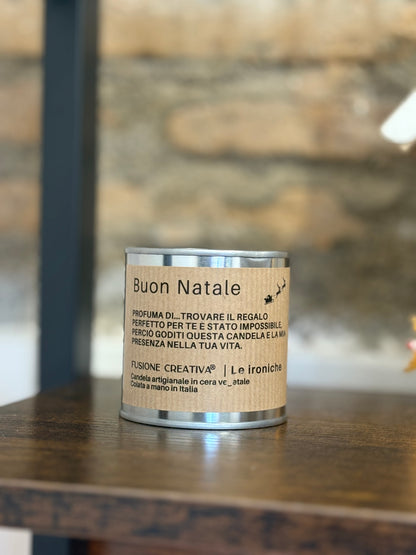 Buon Natale
PROFUMA DI...TROVARE IL REGALO
PERFETTO PER TE E STATO IMPOSSIBILE,
PERCIÒ GODITI QUESTA CANDELA E LA MIA
PRESENZA NELLA TUA VITA.
FUSIONE CREATIVA® | Le ironiche
Candela artigianale in cera ve_etale
Colata a mano in Italia